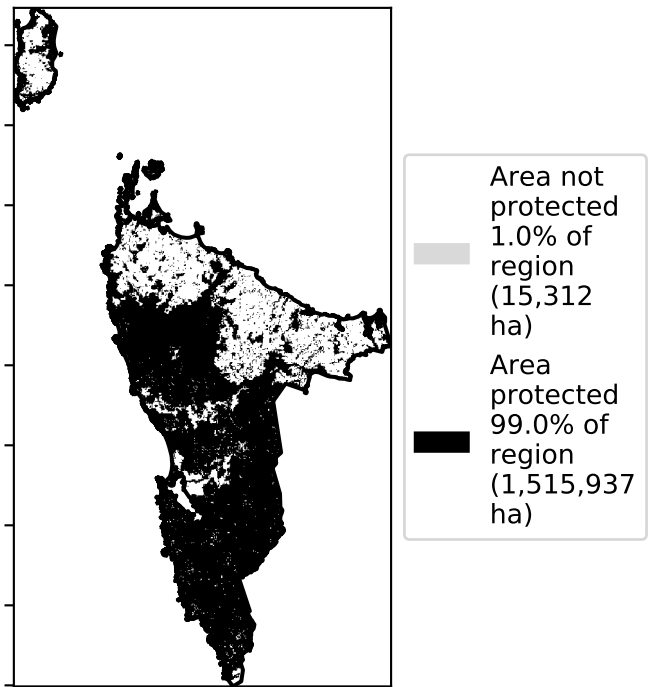 Area not
protected
1.0% of
region
(15,312
ha)
Area
protected
99.0% of
region
(1,515,937
ha)